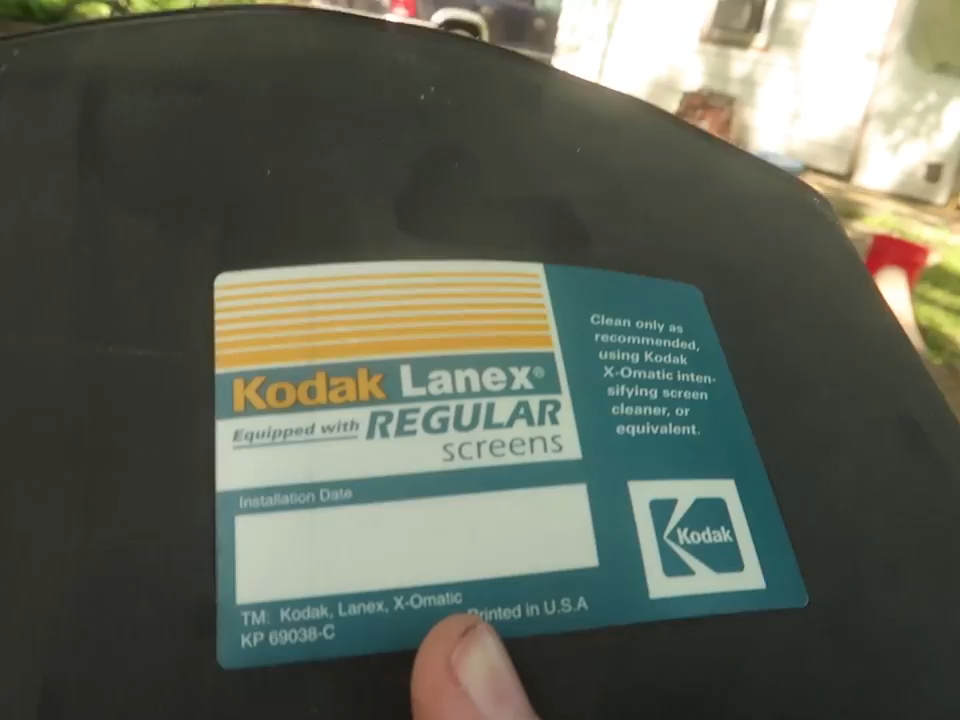 Kodak Lanex®
Equipped with REGULAR
screens
Installation Date
TM: Kodak, Lanex, X-Omatic
KP 69038-C
Printed in U.S.A
Clean only as
recommended,
using Kodak
X-Omatic inten-
sifying screen
cleaner, or
equivalent.
Kodak